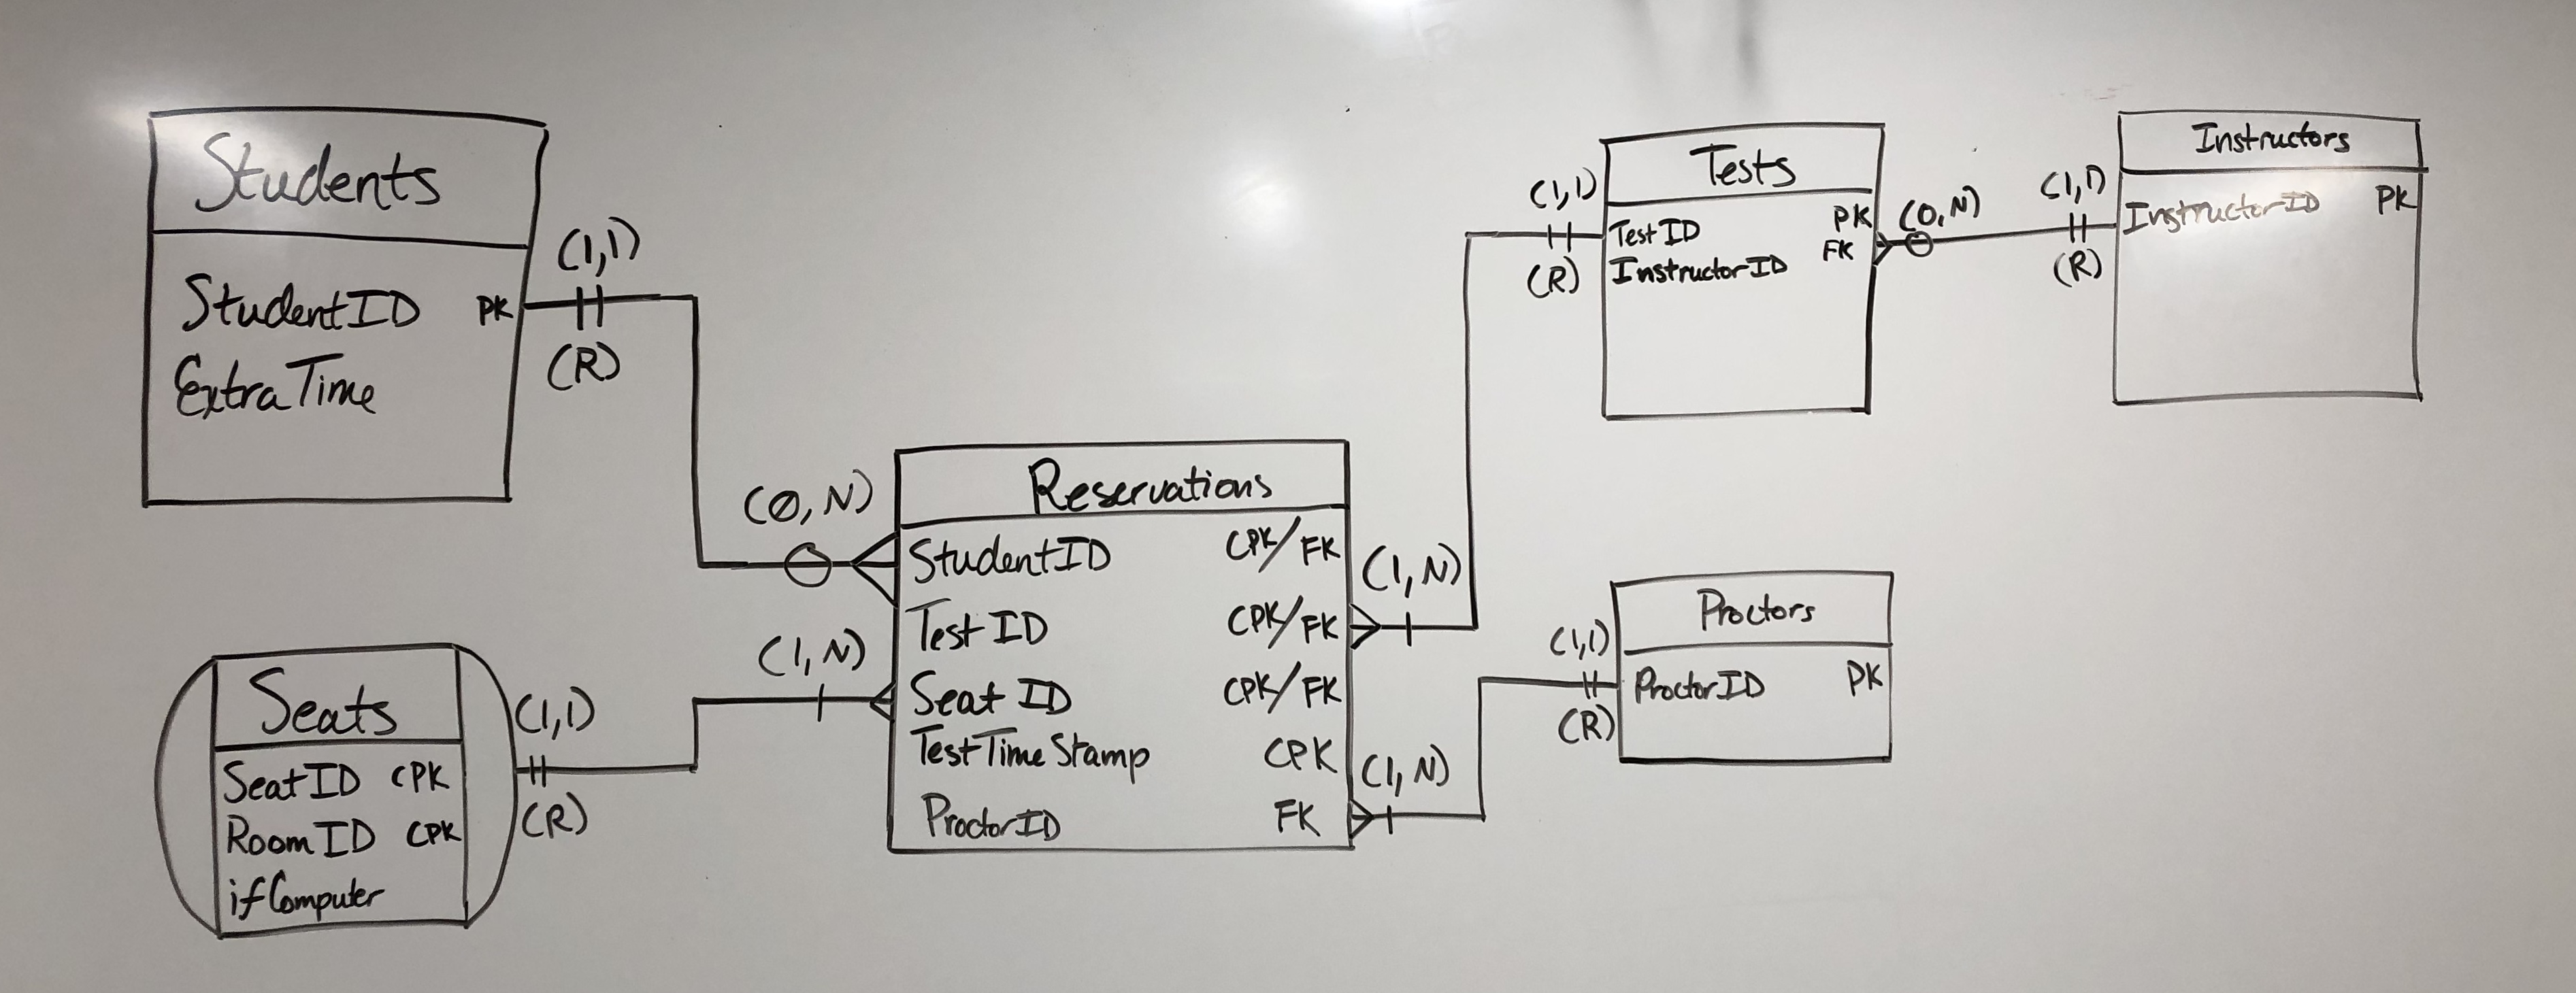 Students
StudentID PK
ExtraTime
(1,1)
(R)
(0,N)
Seats
SeatID CPK
RoomID CPK
ifComputer
(1,1)
(R)
(1,N)
Reservations
StudentID CPK/FK
TestID CPK/FK
Seat ID CPK/FK
TestTimeStamp CPK
ProctorID FK
(1,N)
(1,N)
(1,1)
(R)
Tests
TestID PK
InstructorID FK
(0,N)
(1,1)
(R)
Instructors
InstructorID PK
(1,1)
(R)
Proctors
ProctorID PK